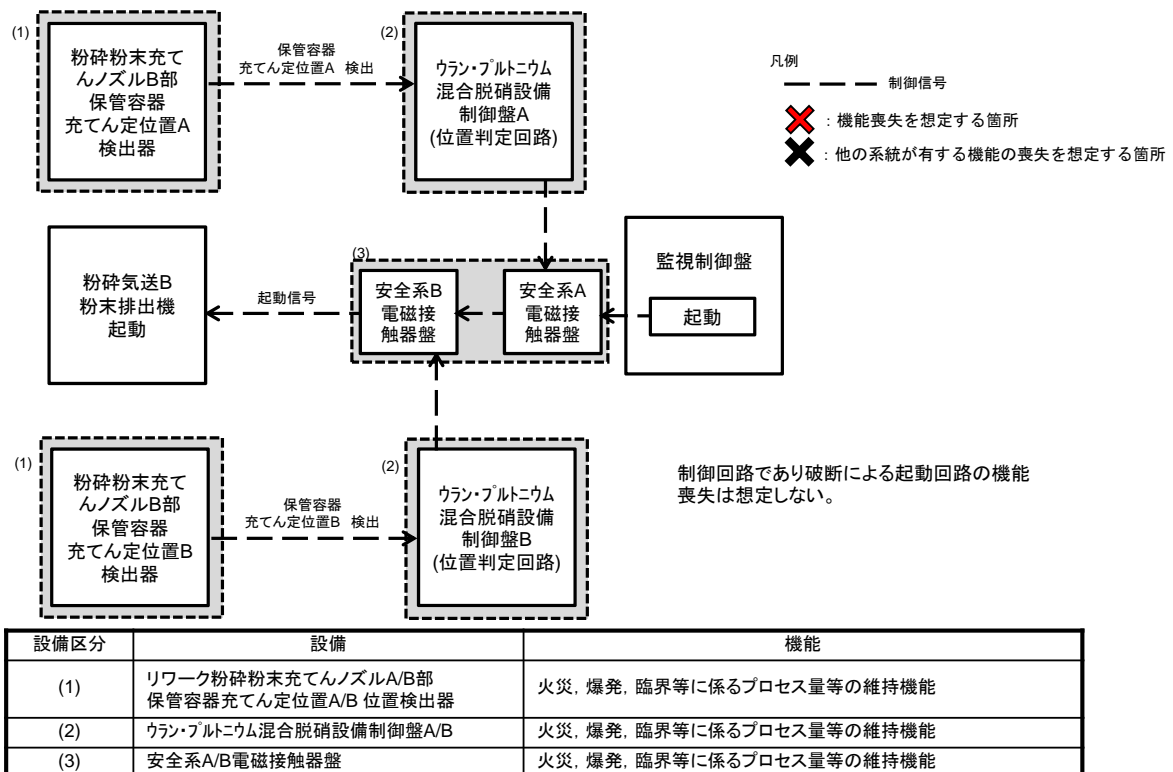 (1)
粉砕粉末充て
んノズルB部
保管容器
充てん定位置A
検出器
保管容器
充てん定位置A 検出
(2)
ウラン・プルトニウム
混合脱硝設備
制御盤A
(位置判定回路)
凡例
制御信号
：機能喪失を想定する箇所
：他の系統が有する機能の喪失を想定する箇所
粉砕気送B
粉末排出機
起動
起動信号
(3)
安全系B
電磁接
触器盤
安全系A
電磁接
触器盤
監視制御盤
起動
(1)
粉砕粉末充て
んノズルB部
保管容器
充てん定位置B
検出器
保管容器
充てん定位置B 検出
(2)
ウラン・プルトニウム
混合脱硝設備
制御盤B
(位置判定回路)
制御回路であり破断による起動回路の機能
喪失は想定しない。
設備区分 設備 機能
(1) リワーク粉砕粉末充てんノズルA/B部
保管容器充てん定位置A/B 位置検出器 火災，爆発，臨界等に係るプロセス量等の維持機能
(2) ウラン・プルトニウム混合脱硝設備制御盤A/B 火災，爆発，臨界等に係るプロセス量等の維持機能
(3) 安全系A/B電磁接触器盤 火災，爆発，臨界等に係るプロセス量等の維持機能